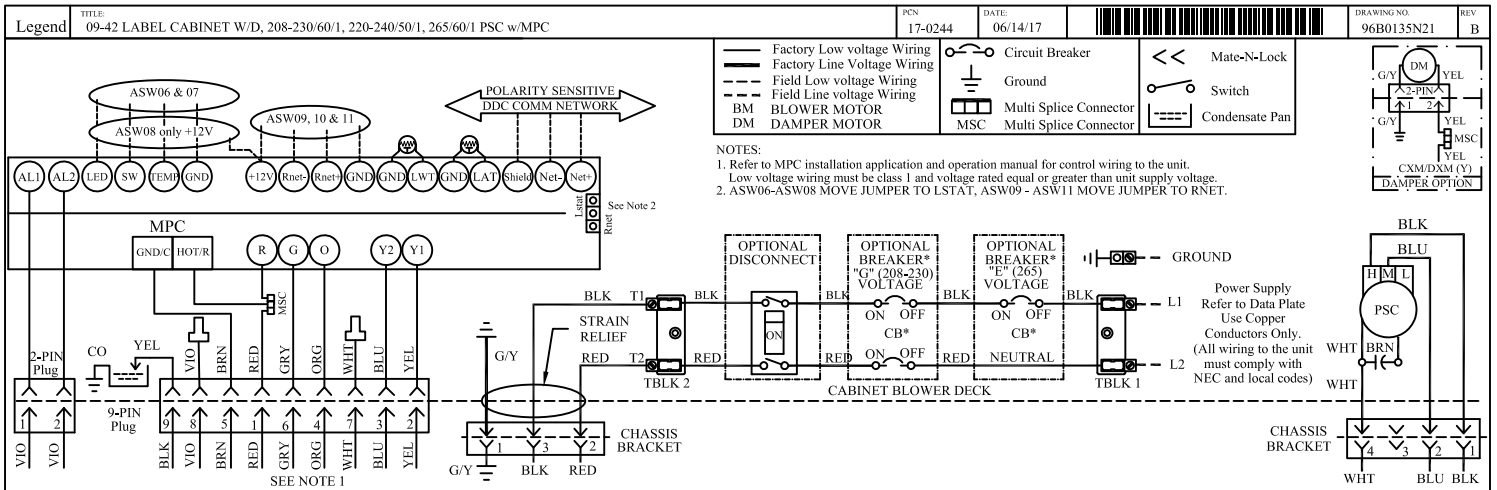 Legend
TITLE:
09-42 LABEL CABINET W/D, 208-230/60/1, 220-240/50/1, 265/60/1 PSC w/MPC
PCN
17-0244
DATE:
06/14/17
DRAWING NO.
96B0135N21
REV
B
Factory Low voltage Wiring
Factory Line Voltage Wiring
Field Low voltage Wiring
Field Line voltage Wiring
BM BLOWER MOTOR
DM DAMPER MOTOR
Circuit Breaker
Ground
Multi Splice Connector
MSC Multi Splice Connector
Mate-N-Lock
Switch
Condensate Pan
NOTES:
1. Refer to MPC installation application and operation manual for control wiring to the unit.
Low voltage wiring must be class 1 and voltage rated equal or greater than unit supply voltage.
2. ASW06-ASW08 MOVE JUMPER TO LSTAT, ASW09 - ASW11 MOVE JUMPER TO RNET.
DM
G/Y YEL
2-PIN
1 2
G/Y YEL
MSC
YEL
CXM/DXM (Y)
DAMPER OPTION
ASW06 & 07
ASW08 only +12V
ASW09, 10 & 11
POLARITY SENSITIVE
DDC COMM NETWORK
AL1 AL2 LED SW TEMP GND +12V Rnet- Rnet+ GND GND LWT GND LAT Shield Net- Net+
Lstat
Rnet
See Note 2
MPC
GND/C HOT/R
R G O Y2 Y1
MSC
CO YEL VIO BRN RED GRY ORG WHT BLU YEL
2-PIN
Plug
9-PIN
Plug
1 2
9 8 5 1 6 4 7 3 2
VIO VIO
BLK VIO BRN RED GRY ORG WHT BLU YEL
SEE NOTE 1
STRAIN
RELIEF
G/Y
BLK T1
RED T2
TBLK 2
OPTIONAL
DISCONNECT
ON
OPTIONAL
BREAKER*
"G" (208-230)
VOLTAGE
ON OFF
CB*
ON OFF
OPTIONAL
BREAKER*
"E" (265)
VOLTAGE
ON OFF
CB*
NEUTRAL
BLK BLK BLK BLK
RED RED RED
TBLK 1
GROUND
L1
L2
CABINET BLOWER DECK
CHASSIS
BRACKET
1 3 2
G/Y BLK RED
Power Supply
Refer to Data Plate
Use Copper
Conductors Only.
(All wiring to the unit
must comply with
NEC and local codes)
BLK
BLU
H M L
PSC
WHT BRN
WHT
CHASSIS
BRACKET
4 3 2 1
WHT BLU BLK